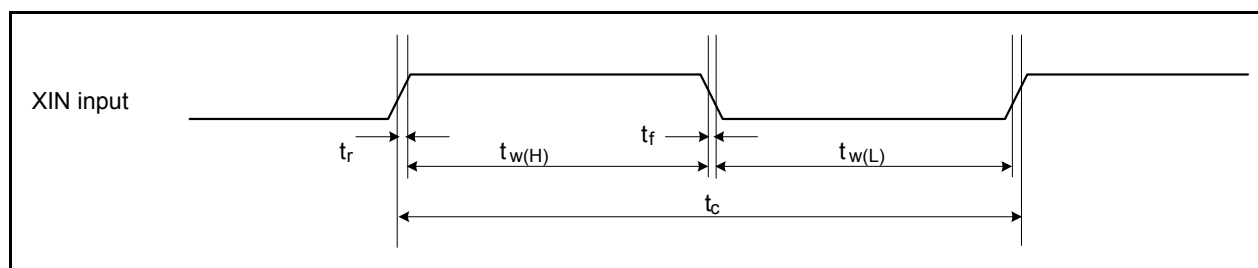 XIN input
tr
tw(H)
tf
tw(L)
tc